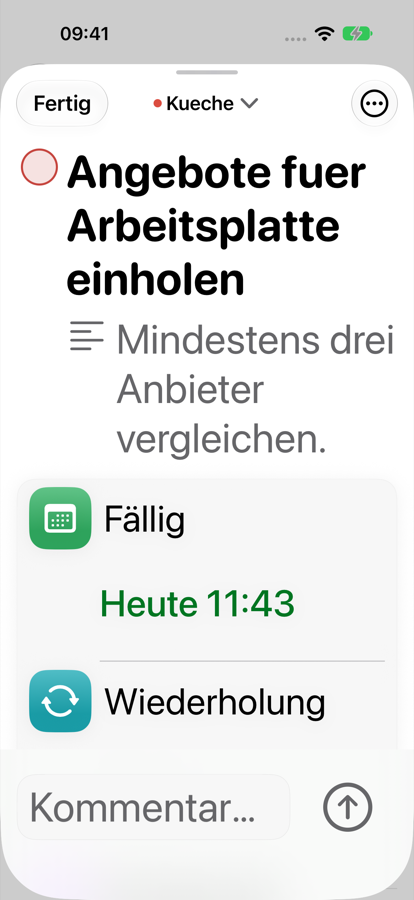 09:41
Fertig
Kueche
Angebote fuer
Arbeitsplatte
einholen
Mindestens drei
Anbieter
vergleichen.
Fällig
Heute 11:43
Wiederholung
Kommentar...